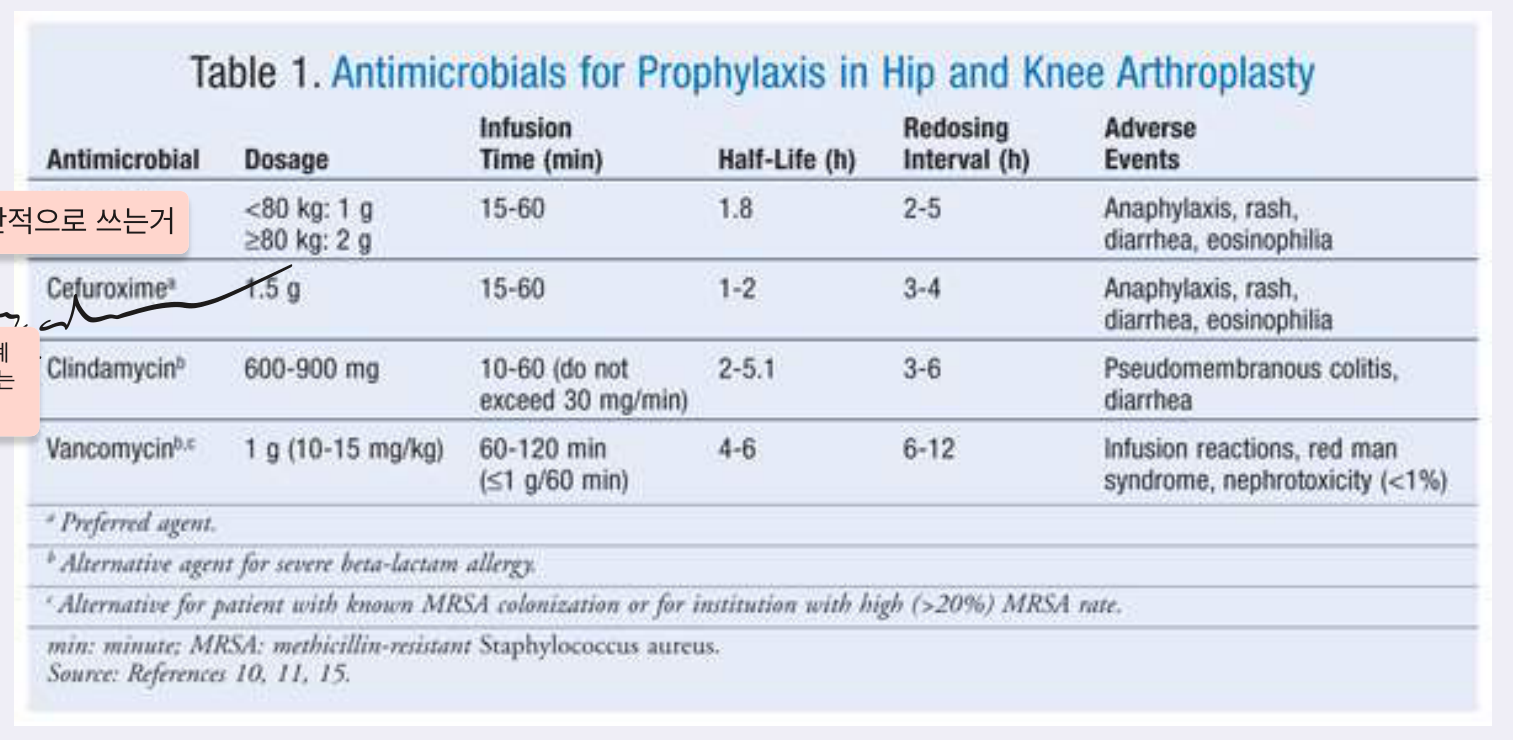 Table 1. Antimicrobials for Prophylaxis in Hip and Knee Arthroplasty
Antimicrobial Dosage Infusion Time (min) Half-Life (h) Redosing Interval (h) Adverse Events
적으로 쓰는거 <80 kg: 1 g 15-60 1.8 2-5 Anaphylaxis, rash,
≥80 kg: 2 g diarrhea, eosinophilia
Cefuroximeᵃ 1.5 g 15-60 1-2 3-4 Anaphylaxis, rash,
diarrhea, eosinophilia
Clindamycinᵇ 600-900 mg 10-60 (do not 2-5.1 3-6 Pseudomembranous colitis,
는 exceed 30 mg/min) diarrhea
Vancomycinᵇ,ᶜ 1 g (10-15 mg/kg) 60-120 min 4-6 6-12 Infusion reactions, red man
(≤1 g/60 min) syndrome, nephrotoxicity (<1%)
ᵃ Preferred agent.
ᵇ Alternative agent for severe beta-lactam allergy.
ᶜ Alternative for patient with known MRSA colonization or for institution with high (>20%) MRSA rate.
min: minute; MRSA: methicillin-resistant Staphylococcus aureus.
Source: References 10, 11, 15.